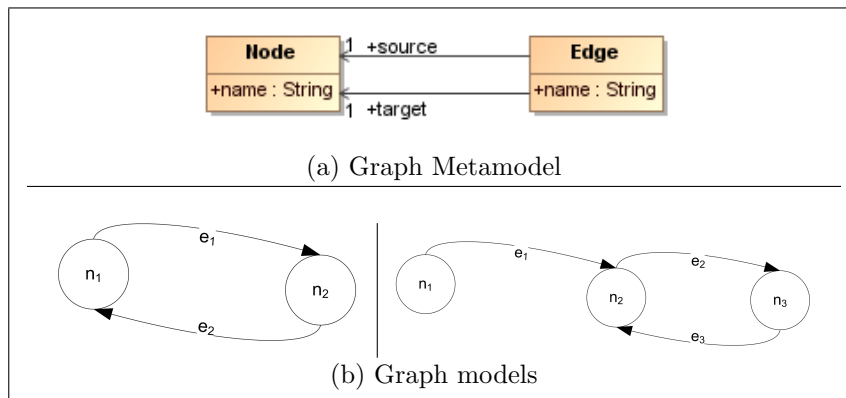 Node
+name : String
1 +source
1 +target
Edge
+name : String
(a) Graph Metamodel
n1
e1
n2
e2
n1
e1
n2
e2
n3
e3
(b) Graph models